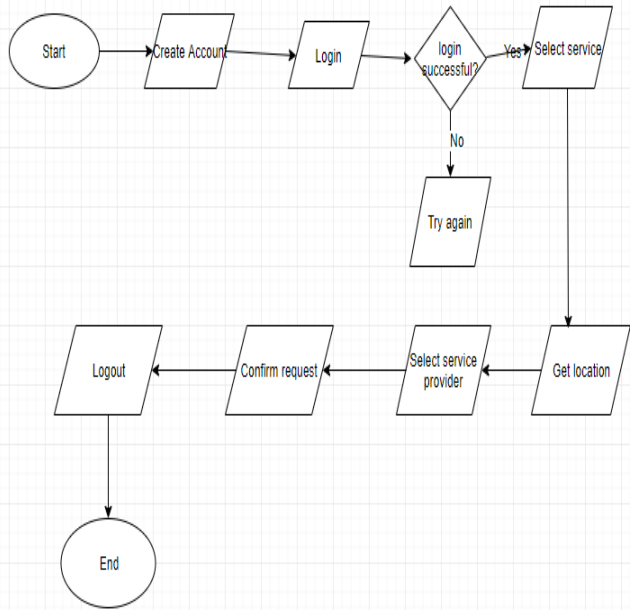 Start
Create Account
Login
login
successful?
Yes
Select service
No
Try again
Logout
Confirm request
Select service
provider
Get location
End